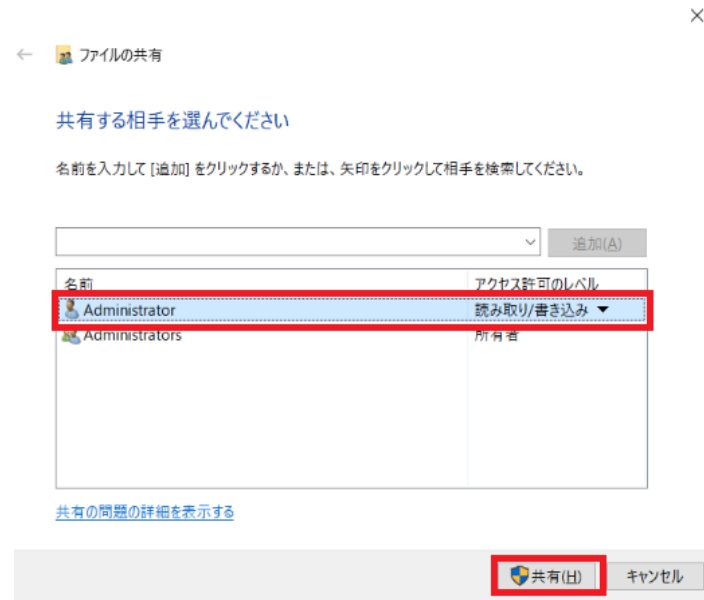 ファイルの共有
共有する相手を選んでください
名前を入力して [追加] をクリックするか、または、矢印をクリックして相手を検索してください。
追加(A)
名前 アクセス許可のレベル
Administrator 読み取り/書き込み
Administrators 所有者
共有の問題の詳細を表示する
共有(H) キャンセル